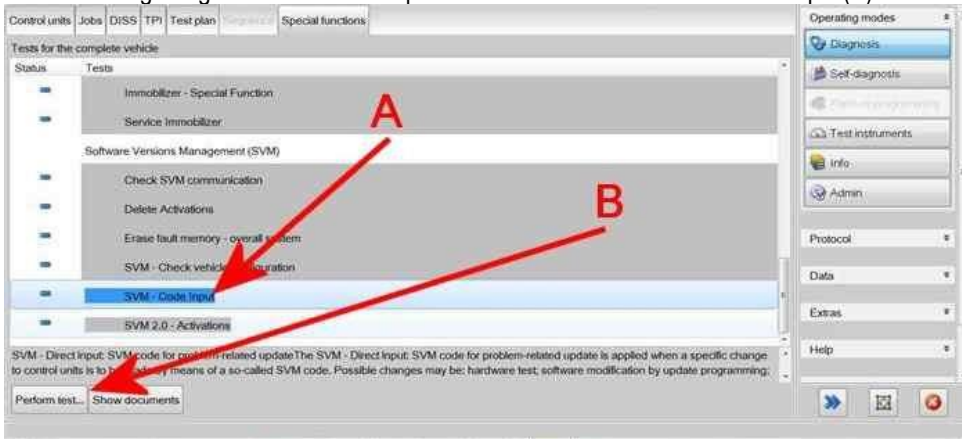 Control units Jobs DISS TPI Test plan Special functions
Operating modes
Tests for the complete vehicle
Diagnosis
Status Tests
Self-diagnosis
Immobilizer - Special Function
Service Immobilizer
A
Test instruments
Software Versions Management (SVM)
Info
Check SVM communication
Admin
Delete Activations
B
Erase fault memory - overall system
Protocol
SVM - Check vehicle configuration
Data
SVM - Code Input
Extras
SVM 2.0 - Activations
Help
SVM - Direct Input: SVM code for problem-related updateThe SVM - Direct Input: SVM code for problem-related update is applied when a specific change
to control units is to be made by means of a so-called SVM code. Possible changes may be: hardware test; software modification by update programming;
Perform test... Show documents